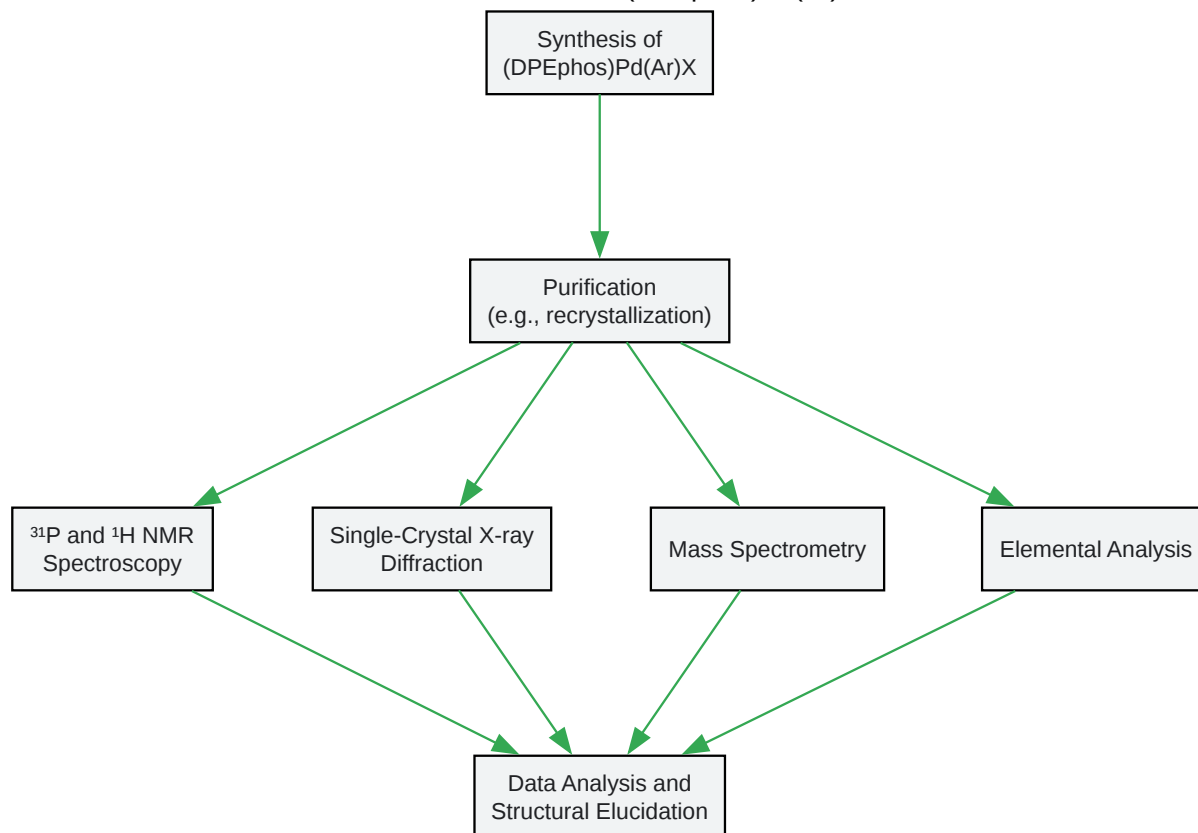 Synthesis of
(DPEphos)Pd(Ar)X
Purification
(e.g., recrystallization)
³¹P and ¹H NMR
Spectroscopy
Single-Crystal X-ray
Diffraction
Mass Spectrometry
Elemental Analysis
Data Analysis and
Structural Elucidation